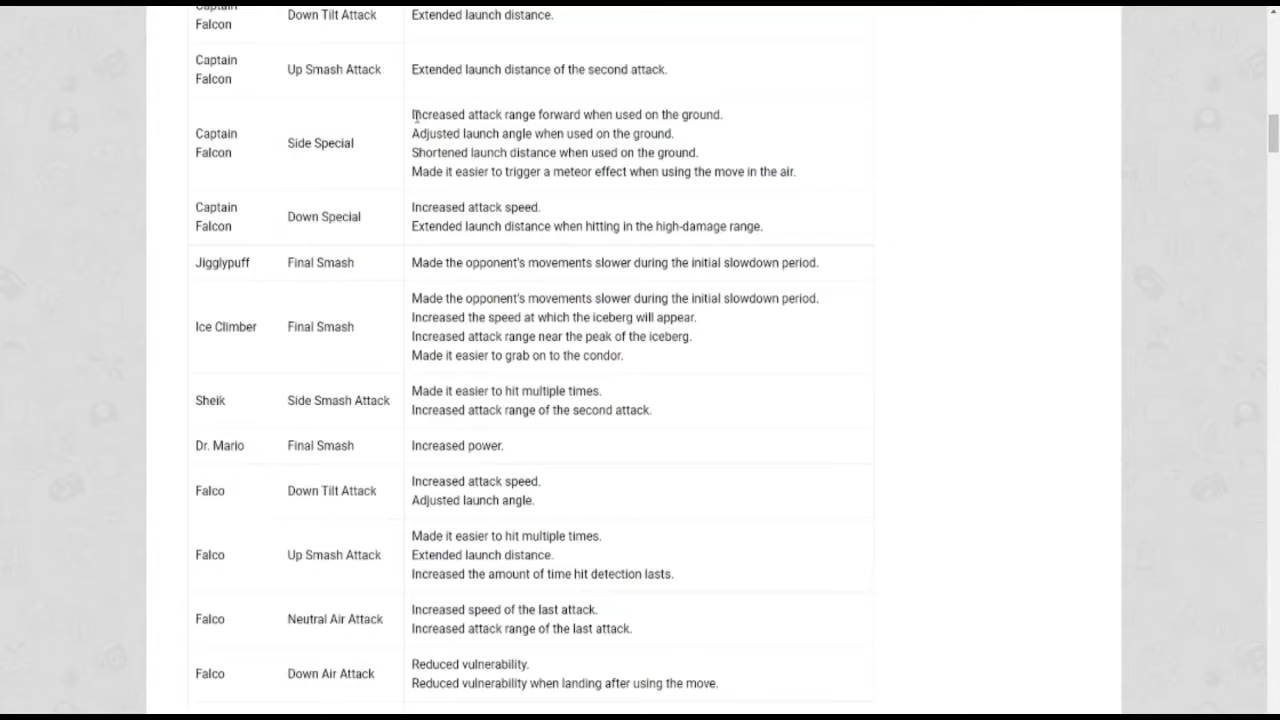 Captain
Falcon
Down Tilt Attack
Extended launch distance.
Captain
Falcon
Up Smash Attack
Extended launch distance of the second attack.
Captain
Falcon
Side Special
Increased attack range forward when used on the ground.
Adjusted launch angle when used on the ground.
Shortened launch distance when used on the ground.
Made it easier to trigger a meteor effect when using the move in the air.
Captain
Falcon
Down Special
Increased attack speed.
Extended launch distance when hitting in the high-damage range.
Jigglypuff
Final Smash
Made the opponent's movements slower during the initial slowdown period.
Ice Climber
Final Smash
Made the opponent's movements slower during the initial slowdown period.
Increased the speed at which the iceberg will appear.
Increased attack range near the peak of the iceberg.
Made it easier to grab on to the condor.
Sheik
Side Smash Attack
Made it easier to hit multiple times.
Increased attack range of the second attack.
Dr. Mario
Final Smash
Increased power.
Falco
Down Tilt Attack
Increased attack speed.
Adjusted launch angle.
Falco
Up Smash Attack
Made it easier to hit multiple times.
Extended launch distance.
Increased the amount of time hit detection lasts.
Falco
Neutral Air Attack
Increased speed of the last attack.
Increased attack range of the last attack.
Falco
Down Air Attack
Reduced vulnerability.
Reduced vulnerability when landing after using the move.